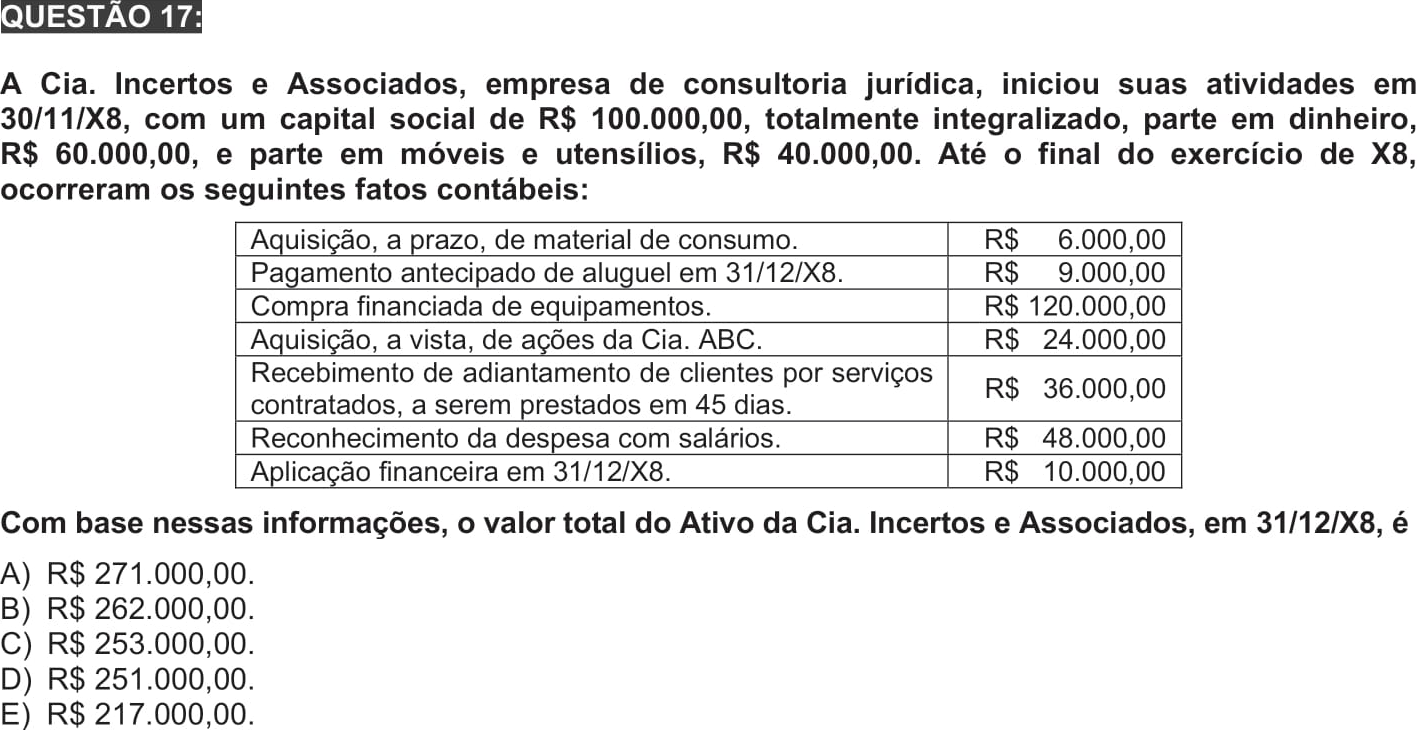 QUESTÃO 17:
A Cia. Incertos e Associados, empresa de consultoria jurídica, iniciou suas atividades em
30/11/X8, com um capital social de R$ 100.000,00, totalmente integralizado, parte em dinheiro,
R$ 60.000,00, e parte em móveis e utensílios, R$ 40.000,00. Até o final do exercício de X8,
ocorreram os seguintes fatos contábeis:
Aquisição, a prazo, de material de consumo. R$ 6.000,00
Pagamento antecipado de aluguel em 31/12/X8. R$ 9.000,00
Compra financiada de equipamentos. R$ 120.000,00
Aquisição, a vista, de ações da Cia. ABC. R$ 24.000,00
Recebimento de adiantamento de clientes por serviços
contratados, a serem prestados em 45 dias. R$ 36.000,00
Reconhecimento da despesa com salários. R$ 48.000,00
Aplicação financeira em 31/12/X8. R$ 10.000,00
Com base nessas informações, o valor total do Ativo da Cia. Incertos e Associados, em 31/12/X8, é
A) R$ 271.000,00.
B) R$ 262.000,00.
C) R$ 253.000,00.
D) R$ 251.000,00.
E) R$ 217.000,00.